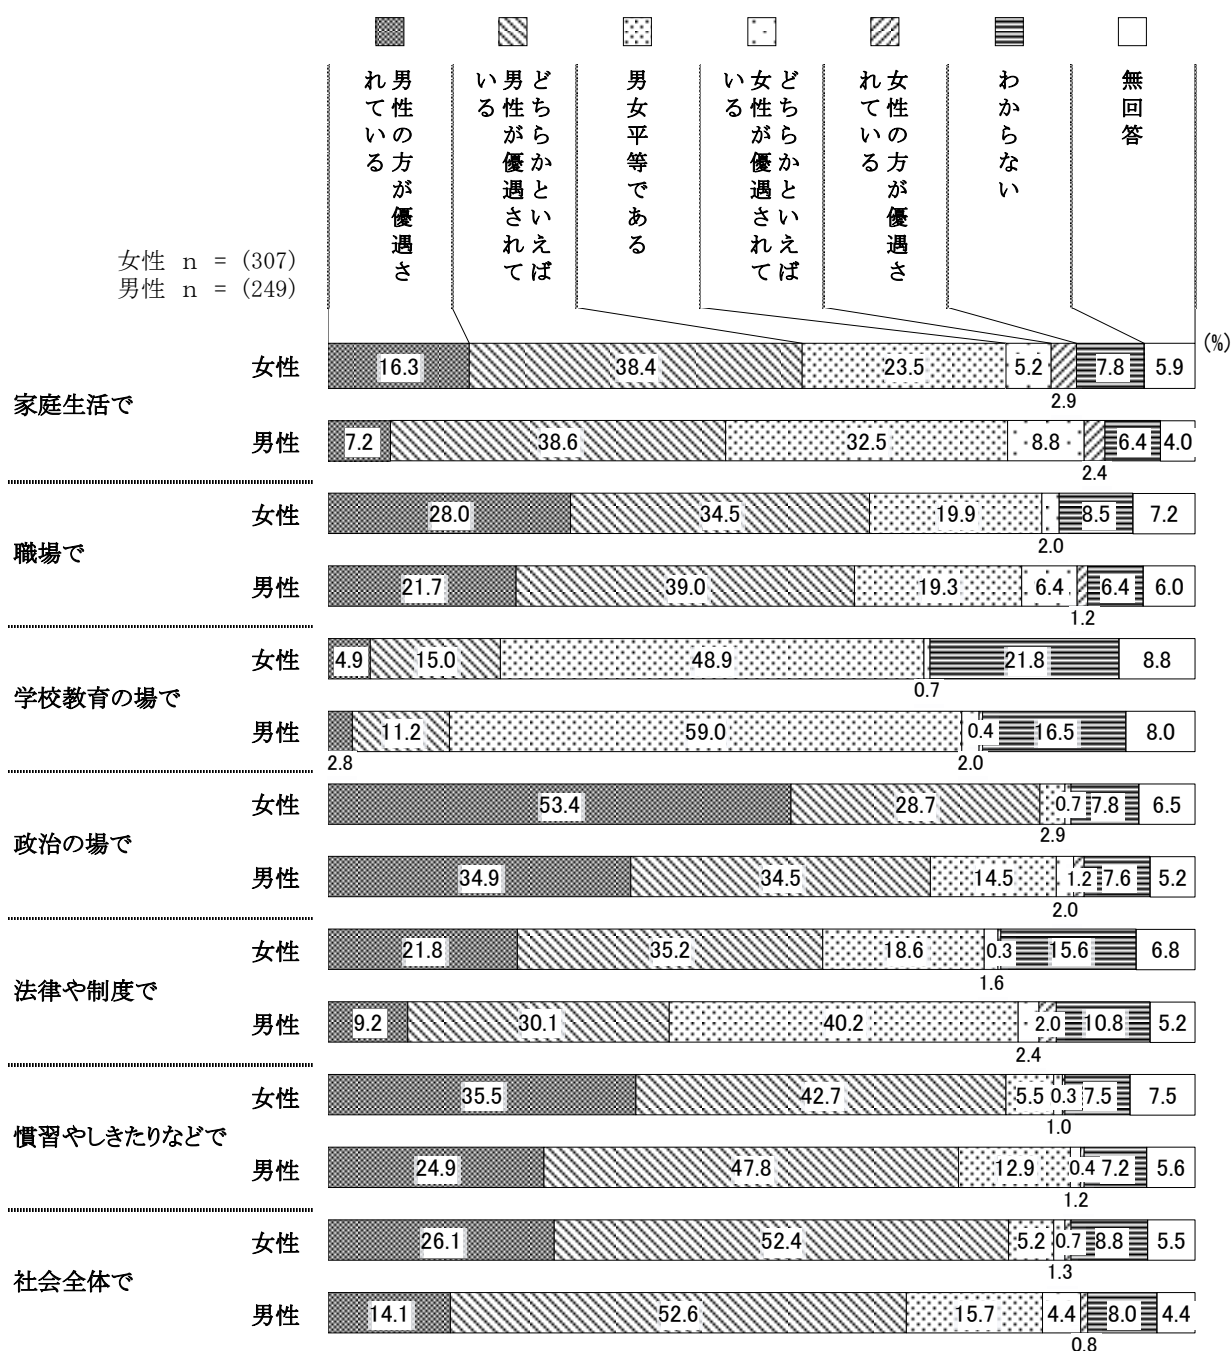 男性の方が優遇さ
れている
どちらかといえば
男性が優遇されて
いる
男女平等である
どちらかといえば
女性が優遇されて
いる
女性の方が優遇さ
れている
わからない
無回答
女性 ｎ = (307)
男性 ｎ = (249)
(%)
家庭生活で
女性
16.3 38.4 23.5 5.2 7.8 5.9
2.9
男性
7.2 38.6 32.5 8.8 6.4 4.0
2.4
職場で
女性
28.0 34.5 19.9 8.5 7.2
2.0
男性
21.7 39.0 19.3 6.4 6.4 6.0
1.2
学校教育の場で
女性
4.9 15.0 48.9 21.8 8.8
0.7
男性
11.2 59.0 0.4 16.5 8.0
2.8 2.0
政治の場で
女性
53.4 28.7 0.7 7.8 6.5
2.9
男性
34.9 34.5 14.5 1.2 7.6 5.2
2.0
法律や制度で
女性
21.8 35.2 18.6 0.3 15.6 6.8
1.6
男性
9.2 30.1 40.2 2.0 10.8 5.2
2.4
慣習やしきたりなどで
女性
35.5 42.7 5.5 0.3 7.5 7.5
1.0
男性
24.9 47.8 12.9 0.4 7.2 5.6
1.2
社会全体で
女性
26.1 52.4 5.2 0.7 8.8 5.5
1.3
男性
14.1 52.6 15.7 4.4 8.0 4.4
0.8